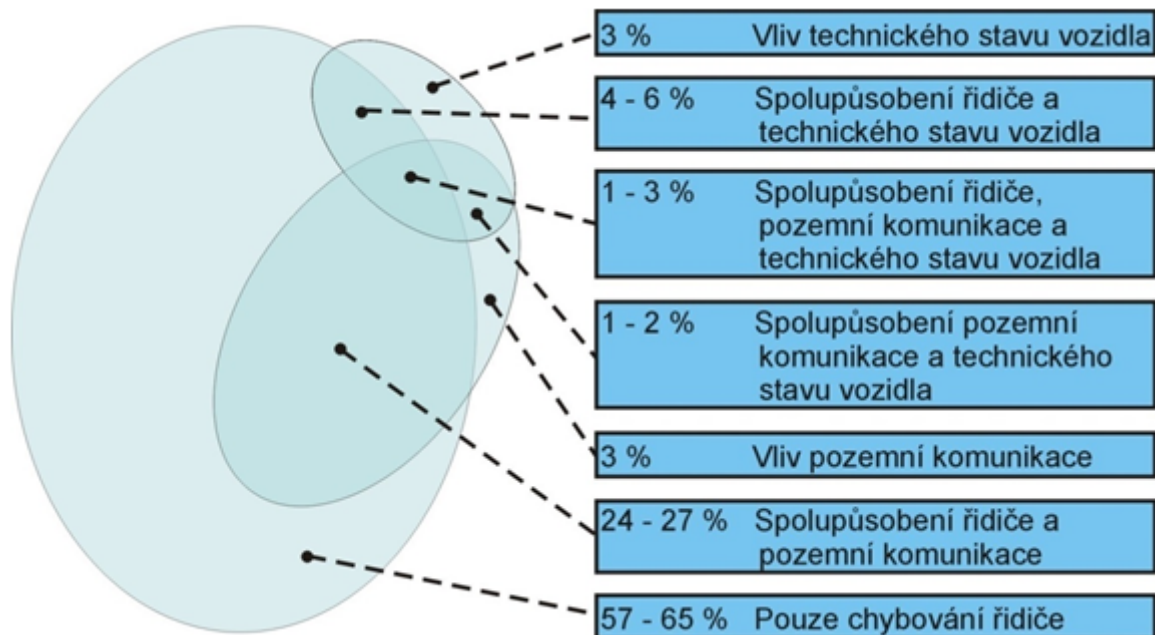 3 % Vliv technického stavu vozidla
4 - 6 % Spolupůsobení řidiče a
technického stavu vozidla
1 - 3 % Spolupůsobení řidiče,
pozemní komunikace a
technického stavu vozidla
1 - 2 % Spolupůsobení pozemní
komunikace a technického
stavu vozidla
3 % Vliv pozemní komunikace
24 - 27 % Spolupůsobení řidiče a
pozemní komunikace
57 - 65 % Pouze chybování řidiče